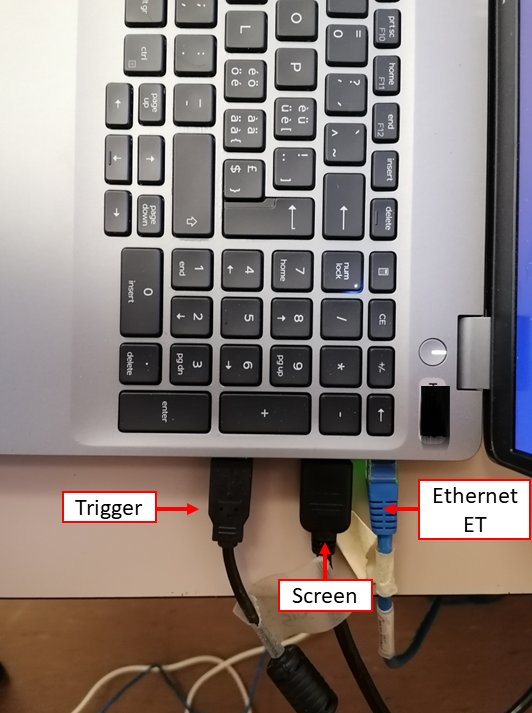 alt gr
;
:
L
O
=
0
prt sc
F10
ctrl
:
.
ö
é
é ö
P
?
'
home
F11
page
up
-
_
ä
à
à ä
{
ü
è
è ü
[
^
~
`
end
F12
insert
£
$
}
!
]
delete
page
down
0
insert
1
end
4
7
home
num
lock
2
5
8
/
CE
.
delete
3
pg dn
6
9
pg up
*
+/-
enter
+
-
Trigger
Ethernet
ET
Screen